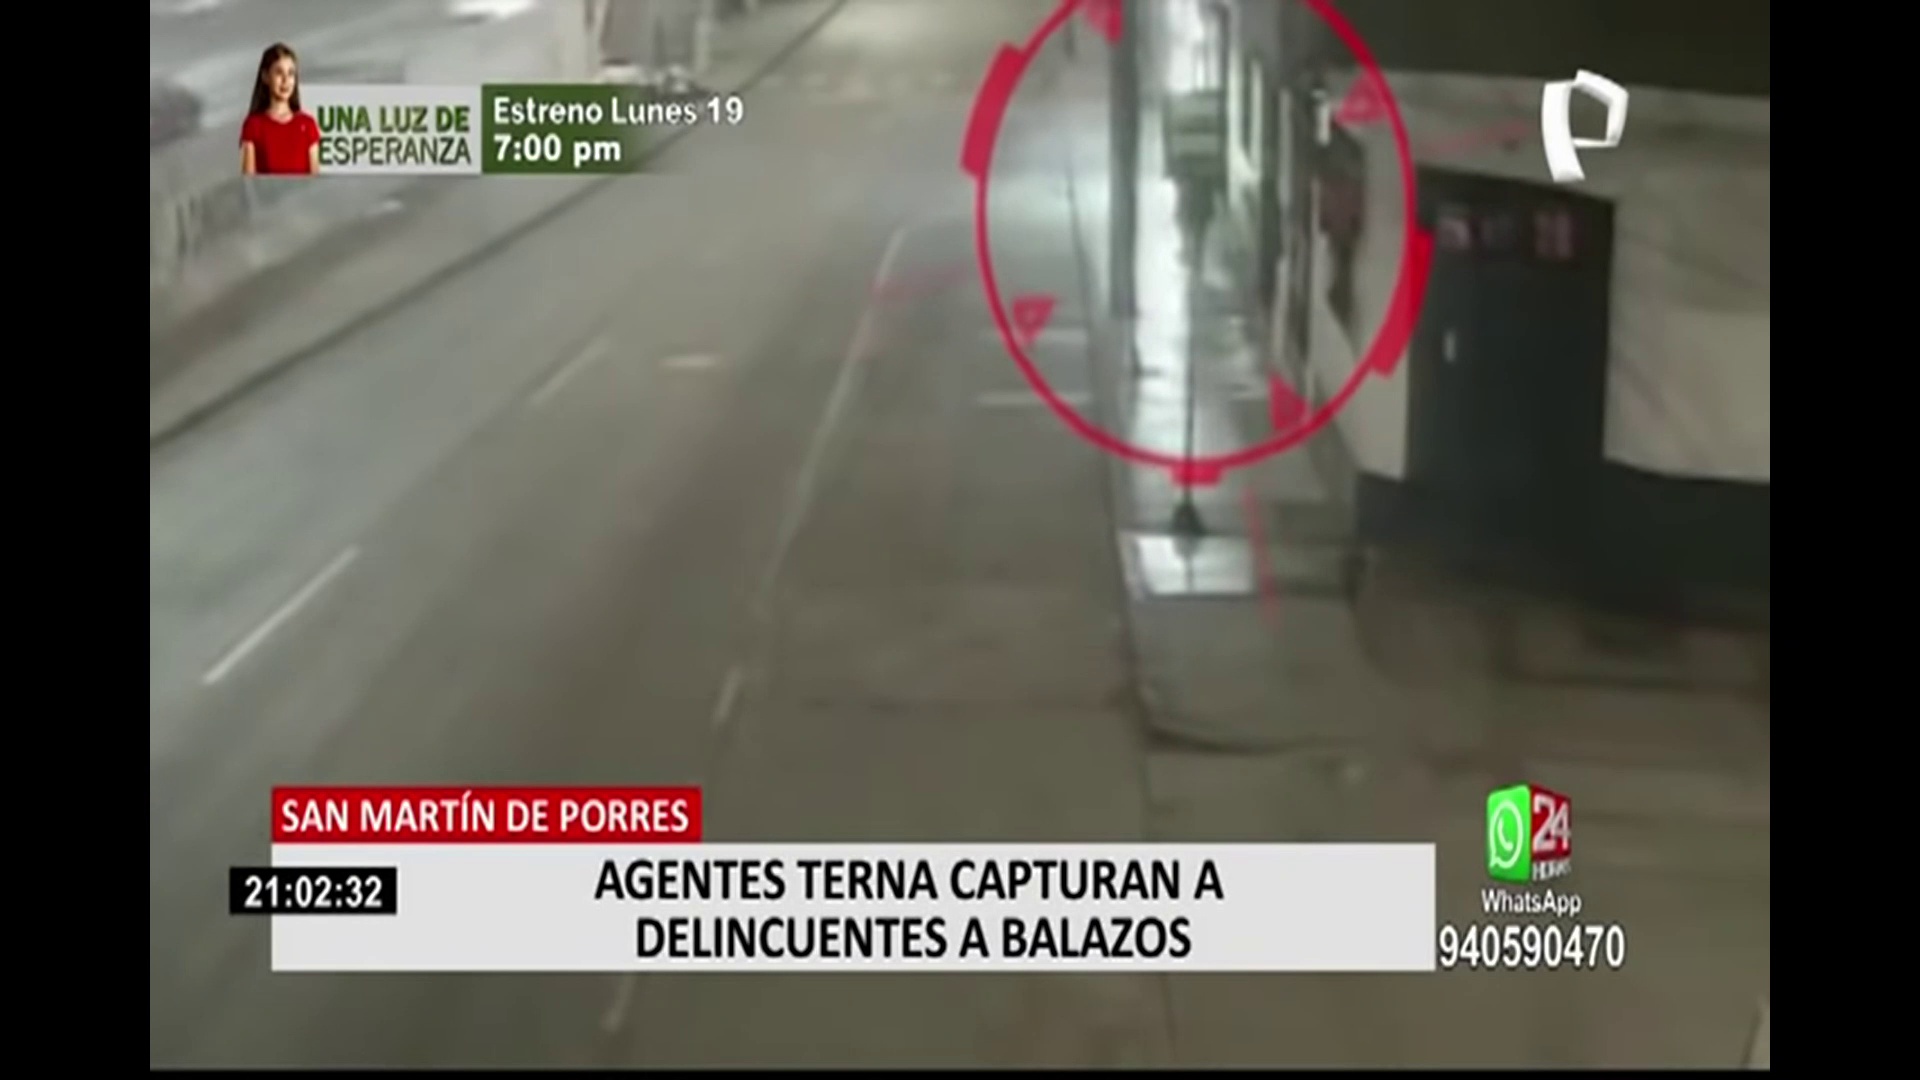 UNA LUZ DE
ESPERANZA
Estreno Lunes 19
7:00 pm
SAN MARTÍN DE PORRES
21:02:32
AGENTES TERNA CAPTURAN A
DELINCUENTES A BALAZOS
24
HORAS
WhatsApp
940590470